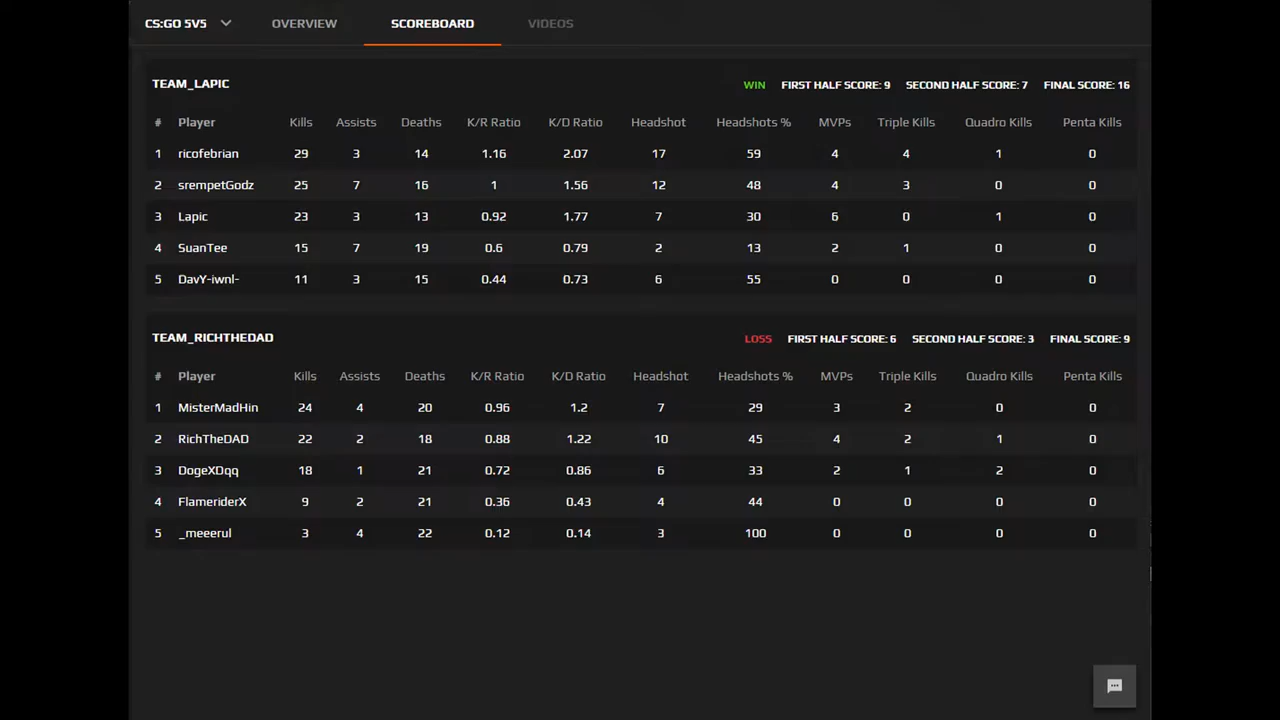 CS:GO 5V5 OVERVIEW SCOREBOARD VIDEOS
TEAM_LAPIC WIN FIRST HALF SCORE: 9 SECOND HALF SCORE: 7 FINAL SCORE: 16
# Player Kills Assists Deaths K/R Ratio K/D Ratio Headshot Headshots % MVPs Triple Kills Quadro Kills Penta Kills
1 ricofebrian 29 3 14 1.16 2.07 17 59 4 4 1 0
2 srempetGodz 25 7 16 1 1.56 12 48 4 3 0 0
3 Lapic 23 3 13 0.92 1.77 7 30 6 0 1 0
4 SuanTee 15 7 19 0.6 0.79 2 13 2 1 0 0
5 DavY-iwnl- 11 3 15 0.44 0.73 6 55 0 0 0 0
TEAM_RICHTHEDAD LOSS FIRST HALF SCORE: 6 SECOND HALF SCORE: 3 FINAL SCORE: 9
# Player Kills Assists Deaths K/R Ratio K/D Ratio Headshot Headshots % MVPs Triple Kills Quadro Kills Penta Kills
1 MisterMadHin 24 4 20 0.96 1.2 7 29 3 2 0 0
2 RichTheDAD 22 2 18 0.88 1.22 10 45 4 2 1 0
3 DogeXDqq 18 1 21 0.72 0.86 6 33 2 1 2 0
4 FlameriderX 9 2 21 0.36 0.43 4 44 0 0 0 0
5 _meeerul 3 4 22 0.12 0.14 3 100 0 0 0 0